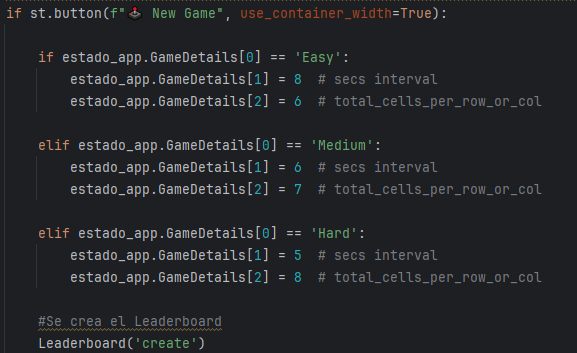 if st.button(f"🕹️ New Game", use_container_width=True):
if estado_app.GameDetails[0] == 'Easy':
estado_app.GameDetails[1] = 8  # secs interval
estado_app.GameDetails[2] = 6  # total_cells_per_row_or_col
elif estado_app.GameDetails[0] == 'Medium':
estado_app.GameDetails[1] = 6  # secs interval
estado_app.GameDetails[2] = 7  # total_cells_per_row_or_col
elif estado_app.GameDetails[0] == 'Hard':
estado_app.GameDetails[1] = 5  # secs interval
estado_app.GameDetails[2] = 8  # total_cells_per_row_or_col
#Se crea el Leaderboard
Leaderboard('create')